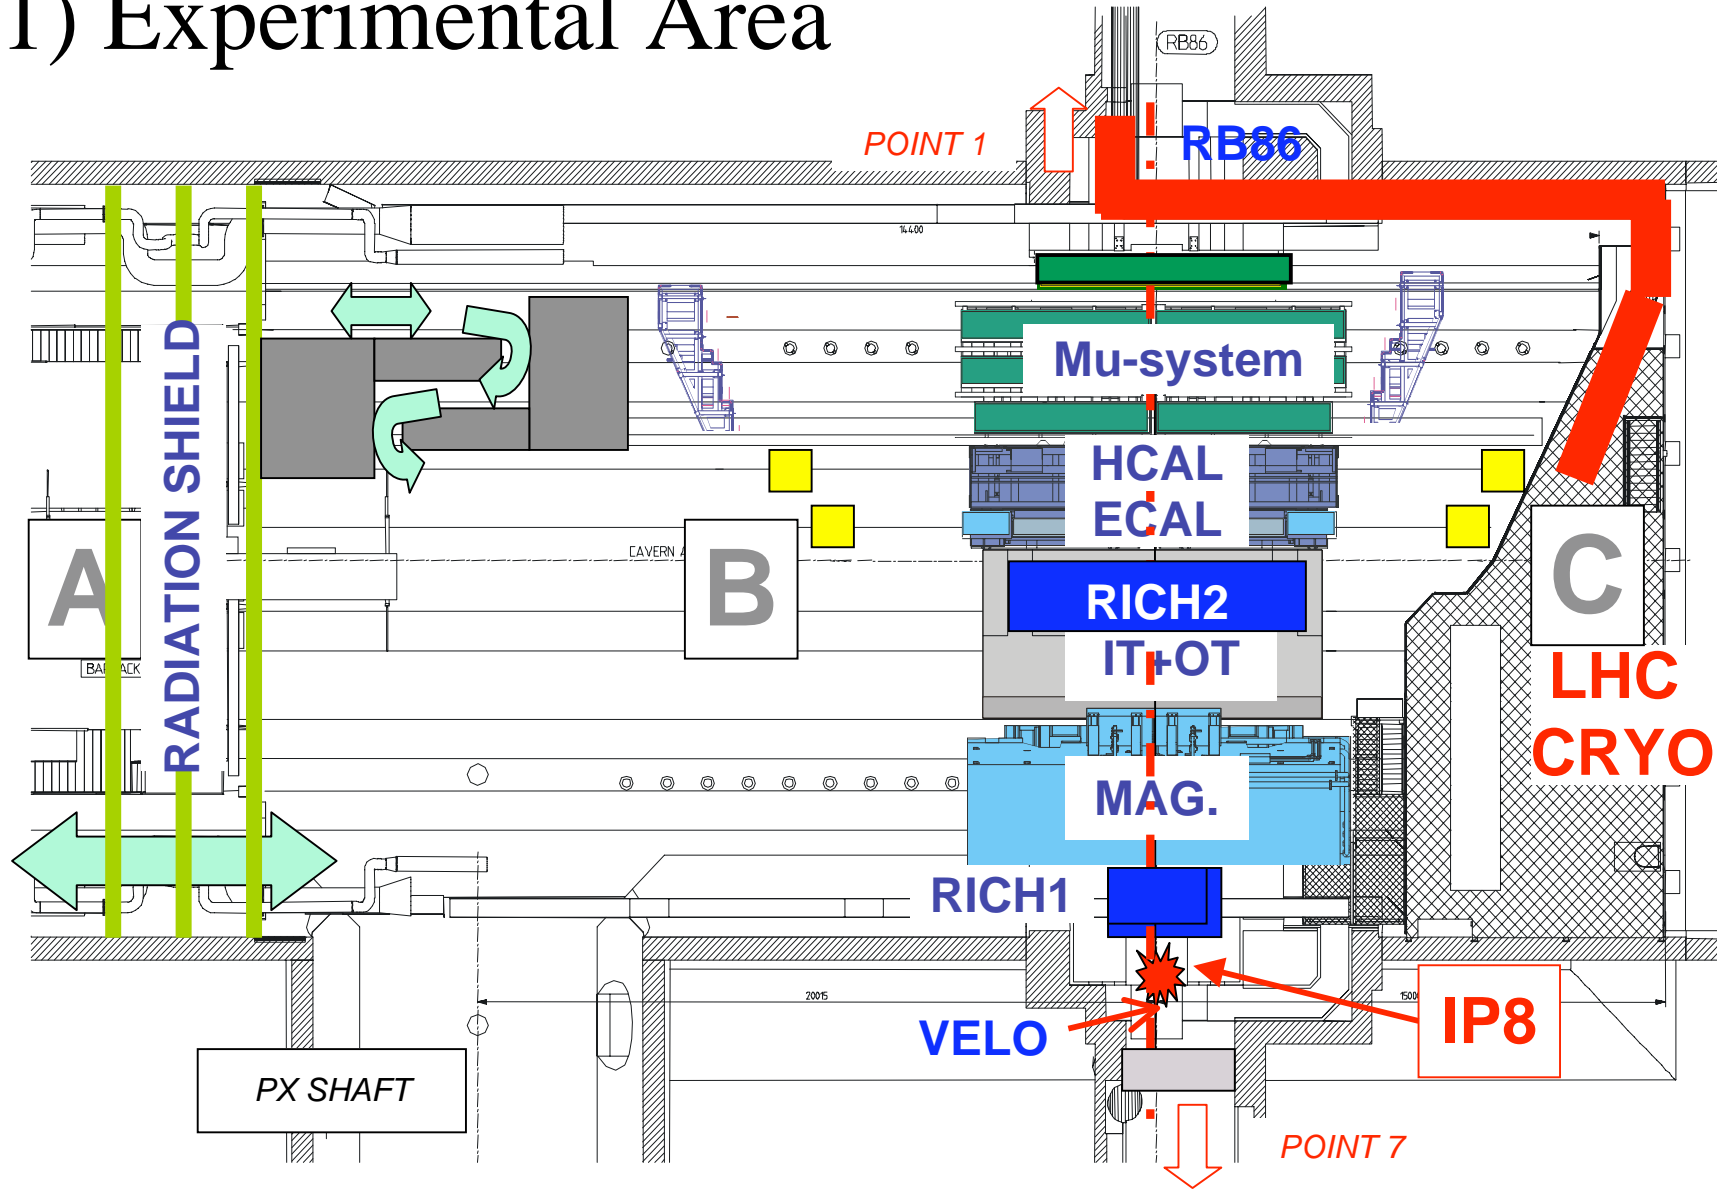 1) Experimental Area
RB86
POINT 1
RB86
14400
RADIATION SHIELD
Mu-system
HCAL
ECAL
CAVERN A
A
B
C
RICH2
IT+OT
LHC
CRYO
MAG.
RICH1
20015
1500
IP8
VELO
PX SHAFT
POINT 7